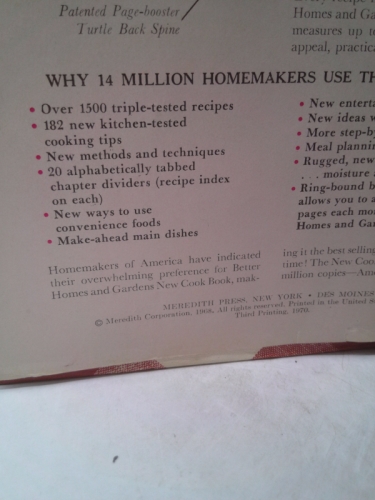 Patented Page-booster
Turtle Back Spine
Homes and Ga
measures up to
appeal, practica
WHY 14 MILLION HOMEMAKERS USE TH
• Over 1500 triple-tested recipes
• 182 new kitchen-tested
cooking tips
• New methods and techniques
• 20 alphabetically tabbed
chapter dividers (recipe index
on each)
• New ways to use
convenience foods
• Make-ahead main dishes
• New enterta
• New ideas w
• More step-by
• Meal plannin
• Rugged, new
. . . moisture
• Ring-bound b
allows you to a
pages each mo
Homes and Gar
Homemakers of America have indicated
their overwhelming preference for Better
Homes and Gardens New Cook Book, mak-
ing it the best selling
time! The New Coo
million copies—Am
MEREDITH PRESS, NEW YORK • DES MOINES
© Meredith Corporation, 1968, All rights reserved, Printed in the United S
Third Printing, 1970.